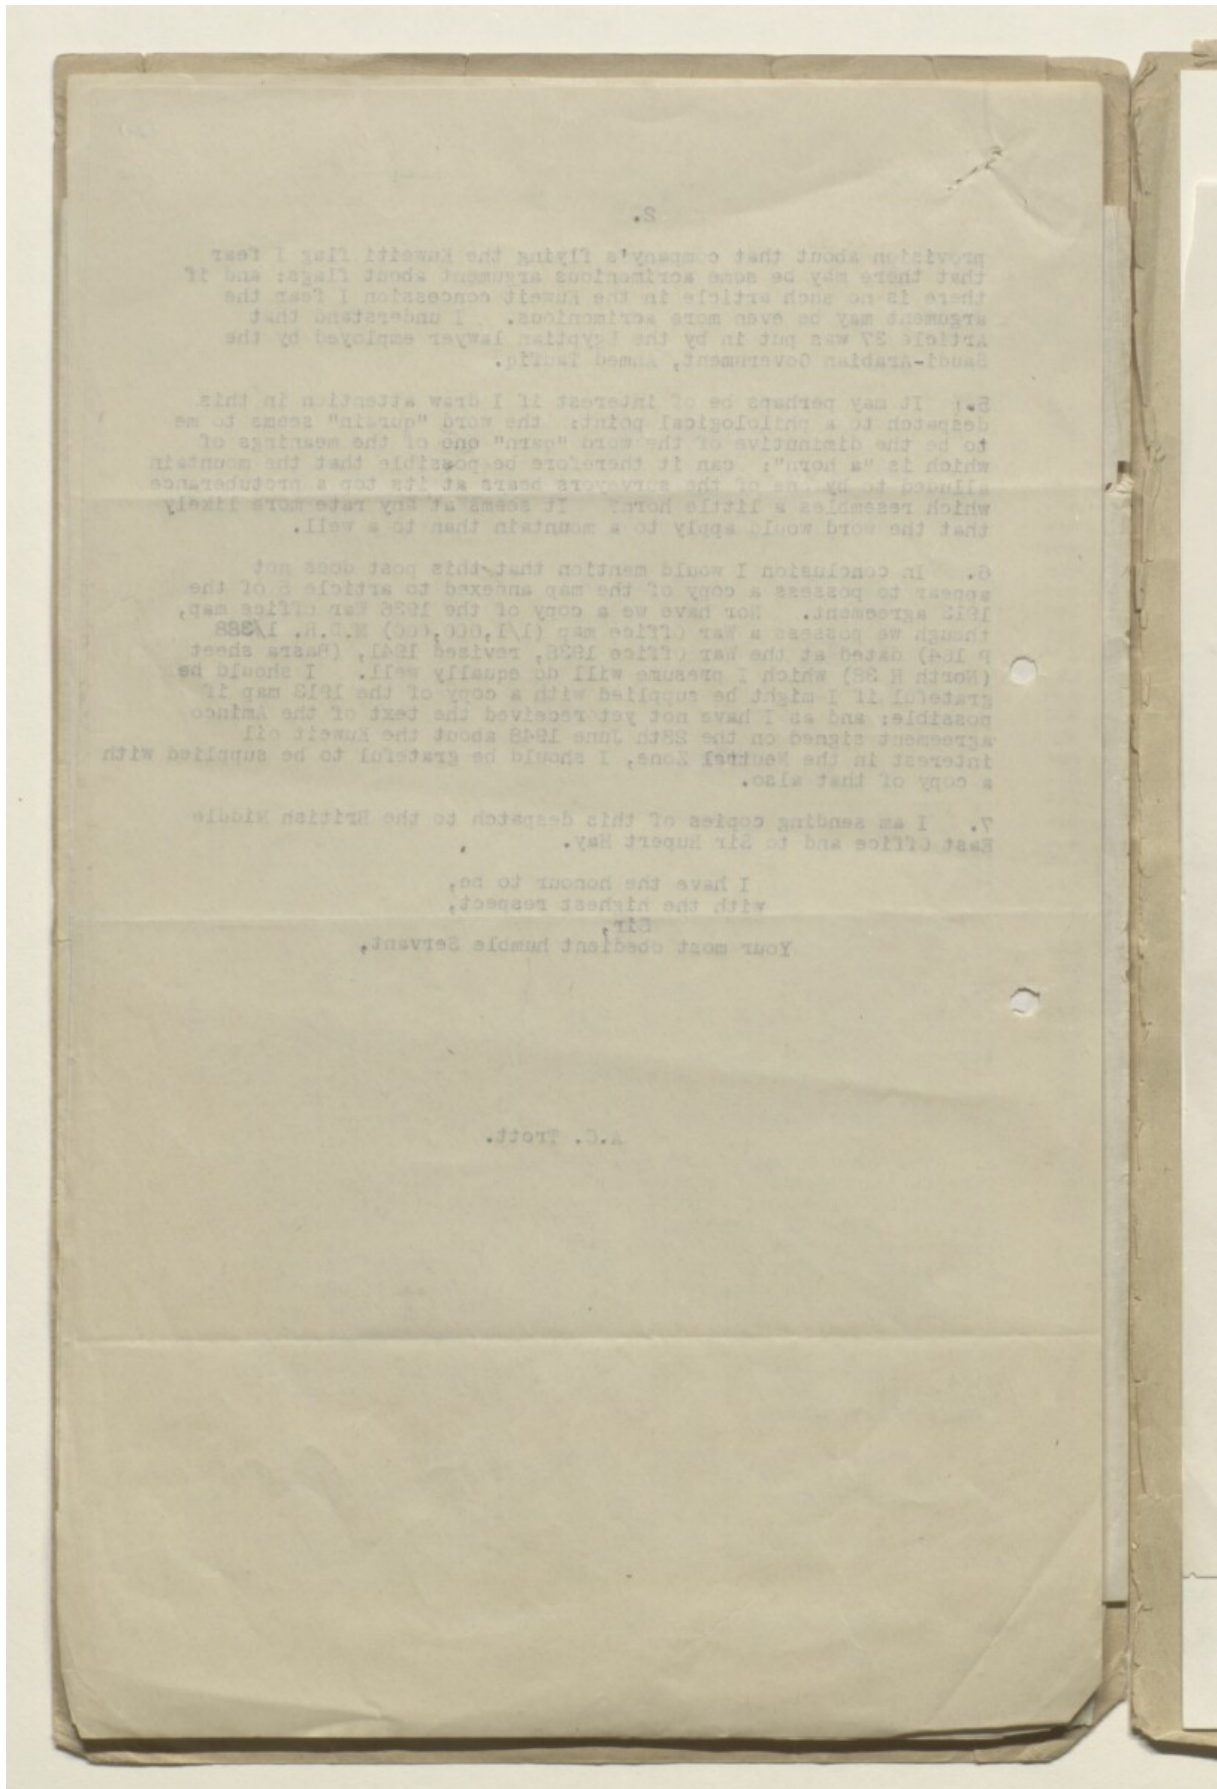 2.
provision about that company's flying the Kuweiti flag I fear
that there may be some acrimonious argument about flags: and if
there is no such article in the Kuweit concession I fear the
argument may be even more acrimonious. I understand that
Article 37 was put in by the Egyptian lawyer employed by the
Saudi-Arabian Government, Ahmed Taufiq.
5. It may perhaps be of interest if I draw attention in this
despatch to a philological point: the word "qurain" seems to me
to be the diminutive of the word "qarn" one of the meanings of
which is "a horn"; can it therefore be possible that the mountain
alluded to by one of the surveyors bears at its top a protuberance
which resembles a little horn? It seems at any rate more likely
that the word would apply to a mountain than to a well.
6. In conclusion I would mention that this post does not
appear to possess a copy of the map annexed to article 5 of the
1913 agreement. Nor have we a copy of the 1936 War Office map,
though we possess a War Office map (1/1,000,000) M.D.R. 1/388
P 164) dated at the War Office 1938, revised 1941, (Basra sheet
(North H 38) which I presume will do equally well. I should be
grateful if I might be supplied with a copy of the 1913 map if
possible: and as I have not yet received the text of the Aminco
agreement signed on the 28th June 1948 about the Kuweit oil
interest in the Neutral Zone, I should be grateful to be supplied with
a copy of that also.
7. I am sending copies of this despatch to the British Middle
East Office and to Sir Rupert Hay.
I have the honour to be,
with the highest respect,
Sir,
Your most obedient humble Servant,
A.C. Trott.